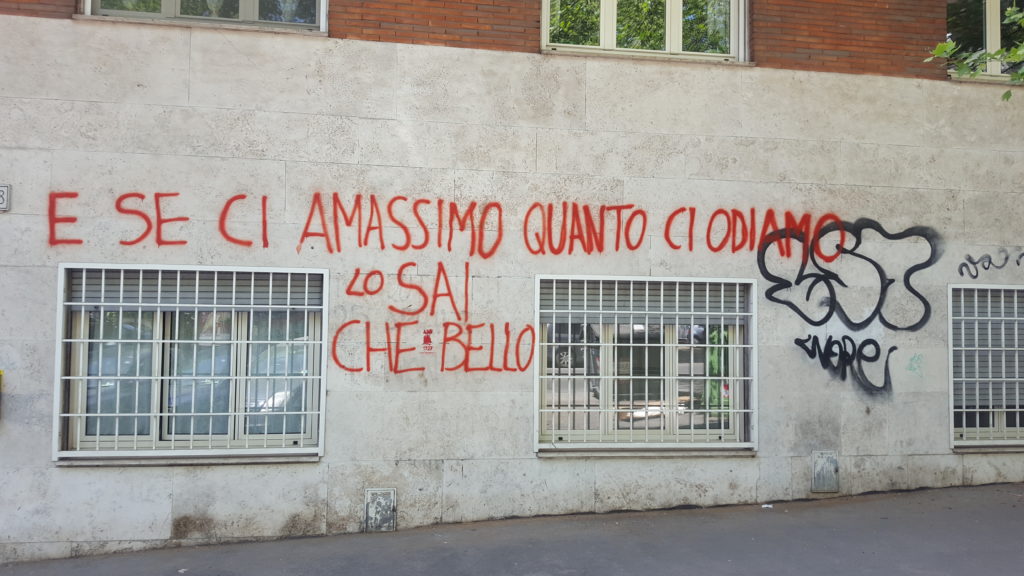 E SE CI AMASSIMO QUANTO CI ODIAMO
LO SAI
CHE BELLO